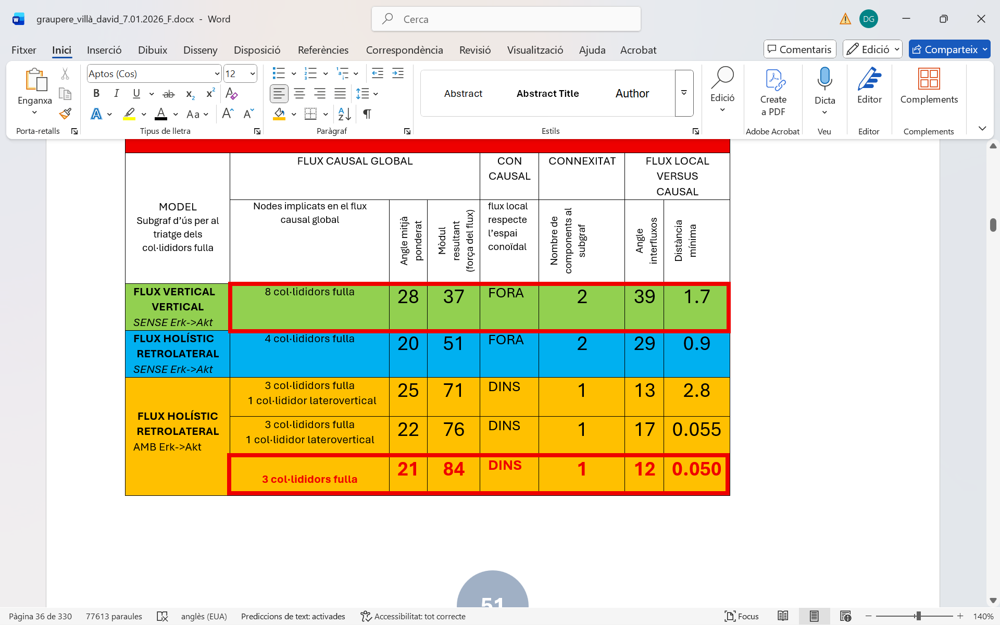 graupere_villà_david_7.01.2026_F.docx - Word
Cerca
DG
Fitxer Inici Inserció Dibuix Disseny Disposició Referències Correspondència Revisió Visualització Ajuda Acrobat
Comentaris Edició Comparteix
Enganxa
Aptos (Cos) 12
Abstract Abstract Title Author
Edició
Create a PDF
Dicta
Editor
Complements
Porta-retalls Tipus de lletra Paràgraf Estils Adobe Acrobat Veu Editor Complements
FLUX CAUSAL GLOBAL
CON
CAUSAL
CONNEXITAT
FLUX LOCAL
VERSUS
CAUSAL
MODEL
Subgraf d’ús per al
triatge dels
col·lididors fulla
Nodes implicats en el flux
causal global
Angle mitjà
ponderat
Mòdul
resultant
(força del flux)
flux local
respecte
l’espai
conoïdal
Nombre de
components al
subgraf
Angle
interfluxos
Distància
mínima
FLUX VERTICAL
VERTICAL
SENSE Erk->Akt
8 col·lididors fulla 28 37 FORA 2 39 1.7
FLUX HOLÍSTIC
RETROLATERAL
SENSE Erk->Akt
4 col·lididors fulla 20 51 FORA 2 29 0.9
FLUX HOLÍSTIC
RETROLATERAL
AMB Erk->Akt
3 col·lididors fulla
1 col·lididor laterovertical
25 71 DINS 1 13 2.8
3 col·lididors fulla
1 col·lididor laterovertical
22 76 DINS 1 17 0.055
3 col·lididors fulla
21 84 DINS 1 12 0.050
51
Pàgina 36 de 330 77613 paraules anglès (EUA) Prediccions de text: activades Accessibilitat: tot correcte Focus 140%